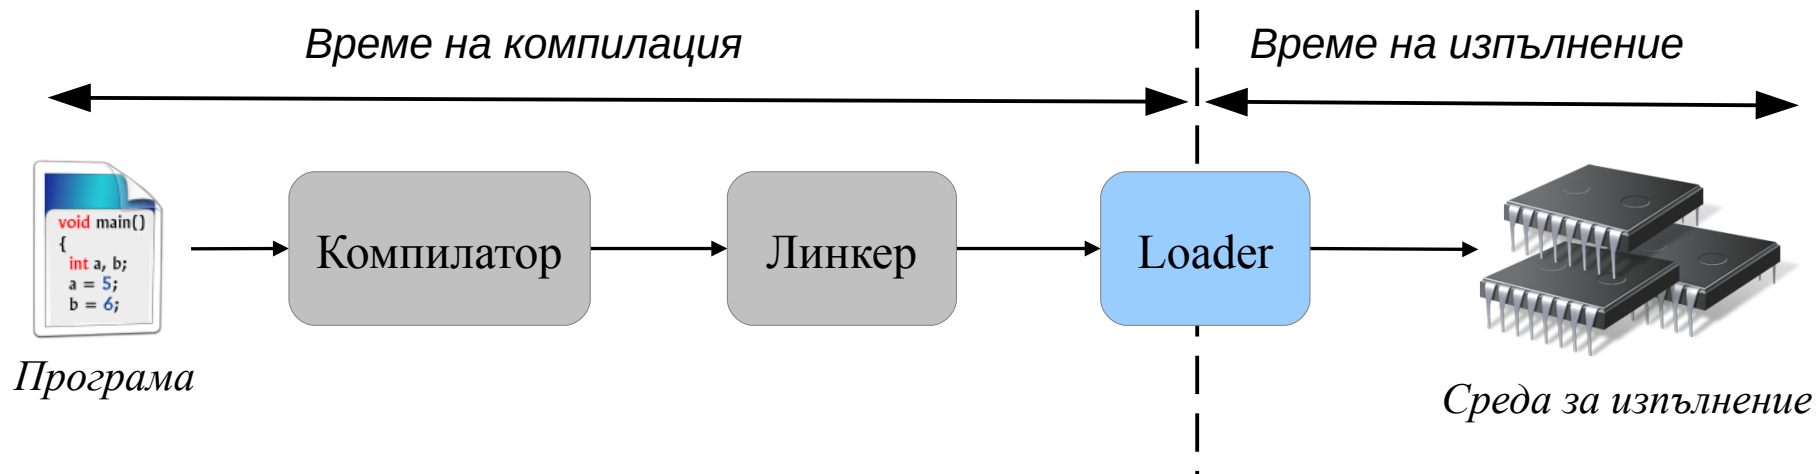 Време на компилация
Време на изпълнение
void main()
{
int a, b;
a = 5;
b = 6;
Компилатор
Линкер
Loader
Програма
Среда за изпълнение